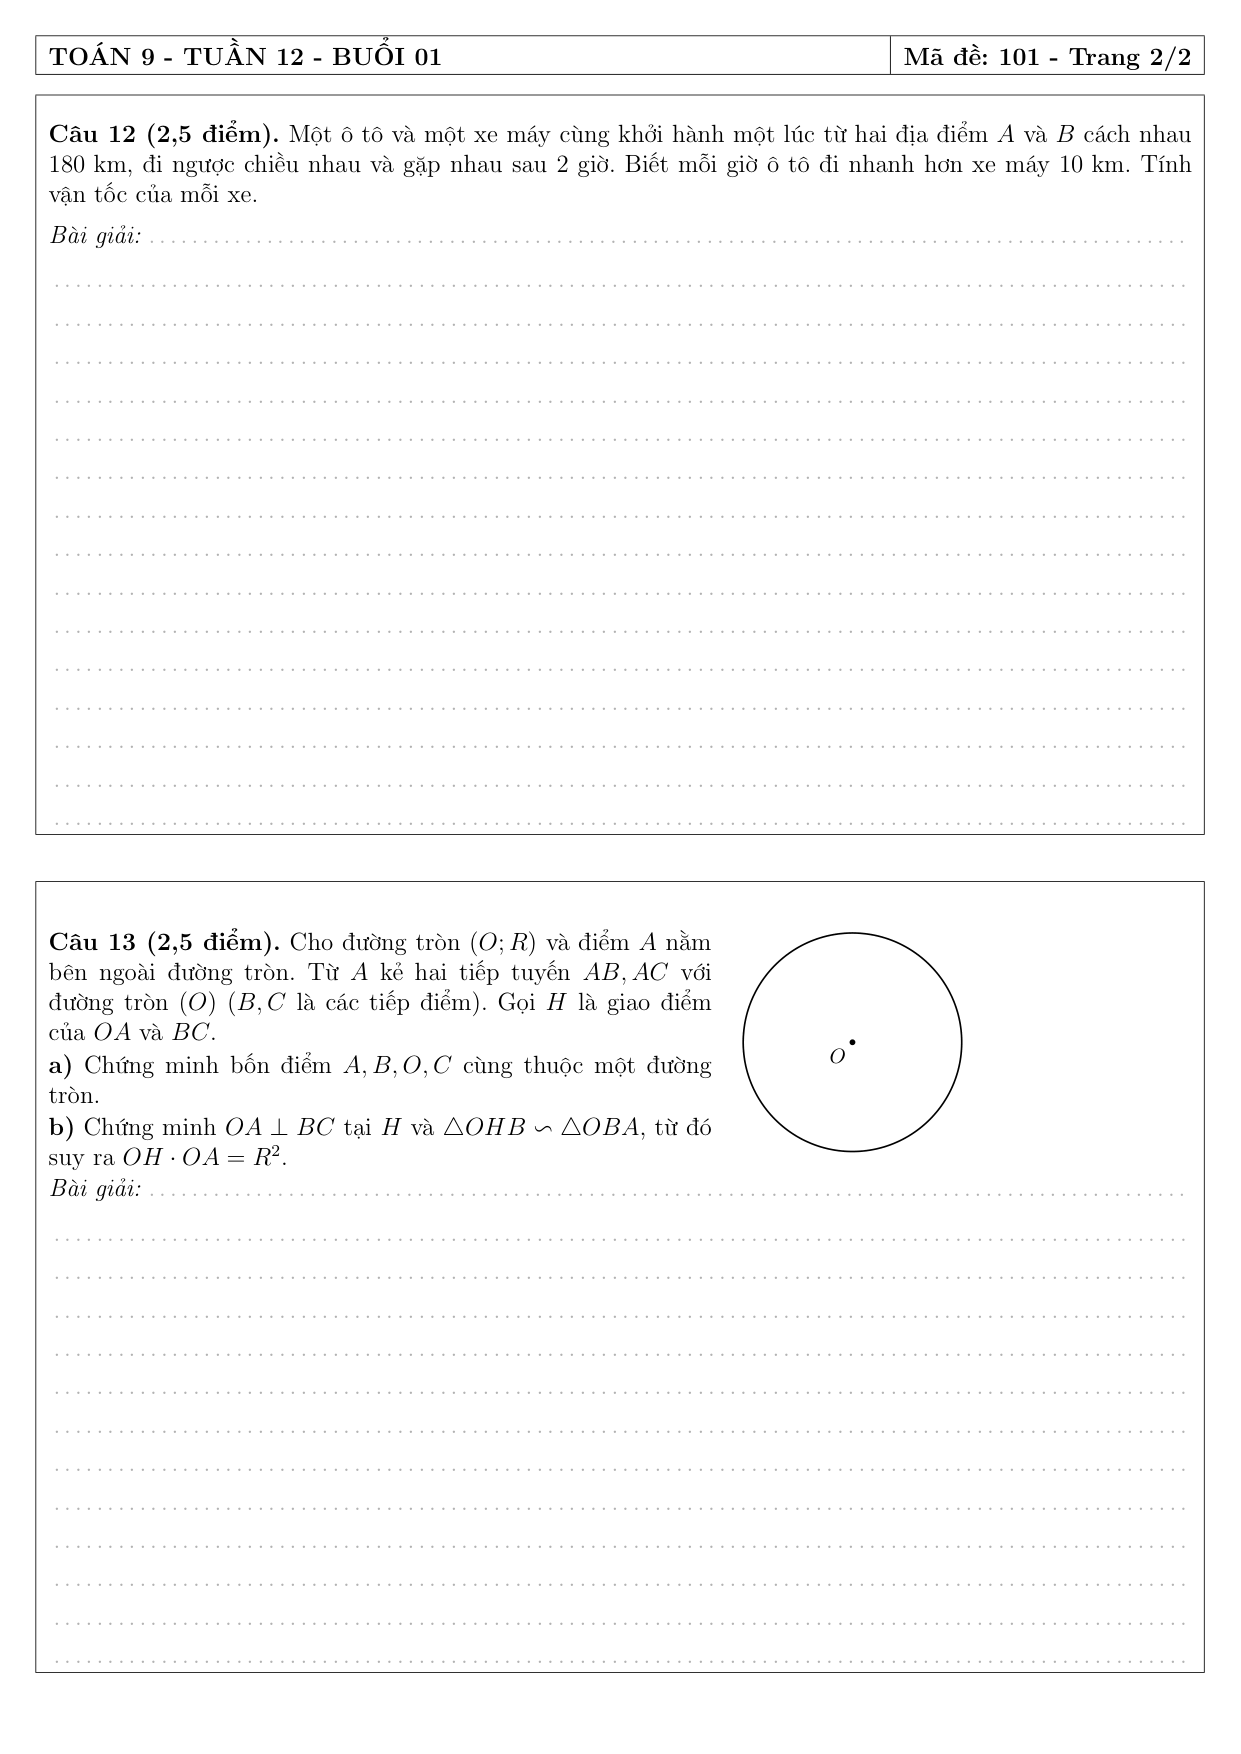 TOÁN 9 - TUẦN 12 - BUỔI 01
Mã đề: 101 - Trang 2/2
Câu 12 (2,5 điểm). Một ô tô và một xe máy cùng khởi hành một lúc từ hai địa điểm A và B cách nhau
180 km, đi ngược chiều nhau và gặp nhau sau 2 giờ. Biết mỗi giờ ô tô đi nhanh hơn xe máy 10 km. Tính
vận tốc của mỗi xe.
Bài giải:
Câu 13 (2,5 điểm). Cho đường tròn (O; R) và điểm A nằm
bên ngoài đường tròn. Từ A kẻ hai tiếp tuyến AB, AC với
đường tròn (O) (B, C là các tiếp điểm). Gọi H là giao điểm
của OA và BC.
a) Chứng minh bốn điểm A, B, O, C cùng thuộc một đường
tròn.
b) Chứng minh OA ⊥ BC tại H và △OHB ∽ △OBA, từ đó
suy ra OH · OA = R².
O
Bài giải: